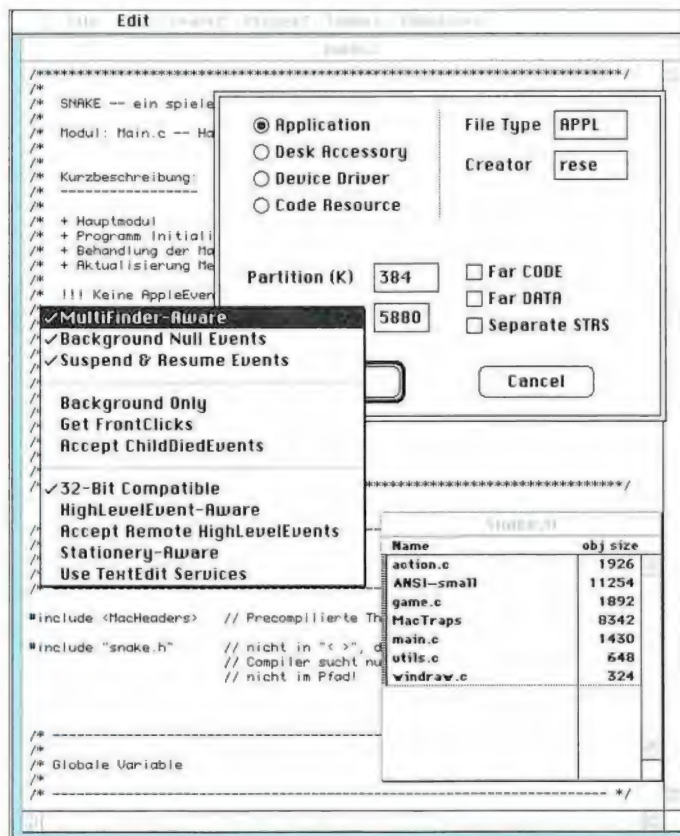 Edit
/****************************************************************************/
/*
/* SNAKE -- ein spiele
/*
/* Modul: Main.c -- Ha
/*
/*
/* Kurzbeschreibung:
/* -----------------
/*
/* + Hauptmodul
/* + Programm Initiali
/* + Behandlung der Ma
/* + Aktualisierung Me
/*
/* !!! Keine AppleEven
Application
Desk Accessory
Device Driver
Code Resource
File Type APPL
Creator rese
Partition (K) 384
5880
Far CODE
Far DATA
Separate STRS
Cancel
✓MultiFinder-Aware
✓Background Null Events
✓Suspend & Resume Events
Background Only
Get FrontClicks
Accept ChildDiedEvents
✓32-Bit Compatible
HighLevelEvent-Aware
Accept Remote HighLevelEvents
Stationery-Aware
Use TextEdit Services
Name obj size
action.c 1926
ANSI-small 11254
game.c 1892
MacTraps 8342
main.c 1430
utils.c 648
windraw.c 324
#include <MacHeaders> // Precompilierte Th
#include "snake.h" // nicht in "< >", d
// Compiler sucht nu
// nicht im Pfad!
/* ----------------------------------------
/*
/* Globale Variable
/*
/* ---------------------------------------------------------------------- */